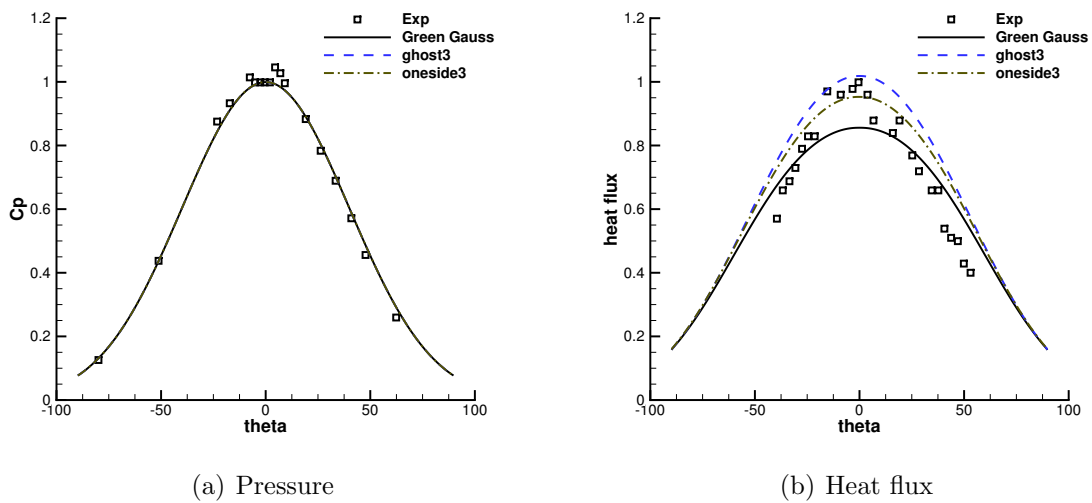 Exp
Green Gauss
ghost3
oneside3
Cp
1.2
1
0.8
0.6
0.4
0.2
0
-100 -50 0 50 100
theta
(a) Pressure
Exp
Green Gauss
ghost3
oneside3
heat flux
1.2
1
0.8
0.6
0.4
0.2
0
-100 -50 0 50 100
theta
(b) Heat flux